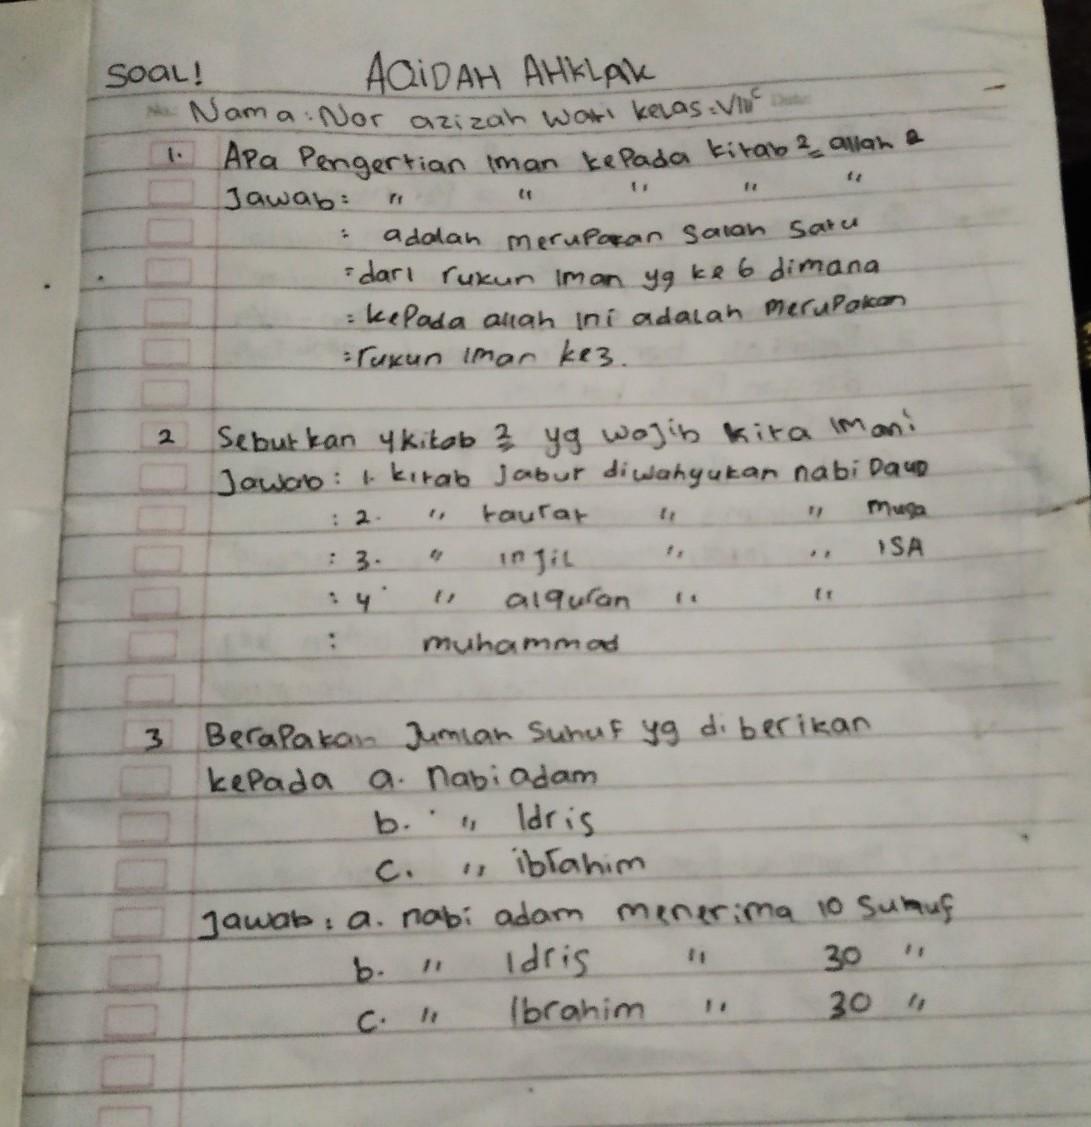 SOAL! AQiDAH AHKLAK
Nama: Nor azizah wati kelas: VIII C
1. Apa Pengertian iman kepada kitab 2 allah ?
Jawab: " " " " "
: adalah merupakan salah satu
: dari rukun iman yg ke 6 dimana
: kepada allah ini adalah merupakan
: rukun iman ke 3.
2 Sebutkan 4 kitab 2 yg wajib kita imani
Jawab: 1. kitab jabur diwahyukan nabi Daud
: 2. " taurat " " musa
: 3. " injil " " ISA
: 4 " alquran " "
: muhammad
3 Berapakah Jumlah Suhuf yg diberikan
kepada a. nabi adam
b. " Idris
c. " ibrahim
Jawab: a. nabi adam menerima 10 Suhuf
b. " Idris " 30 "
c. " Ibrahim " 30 "